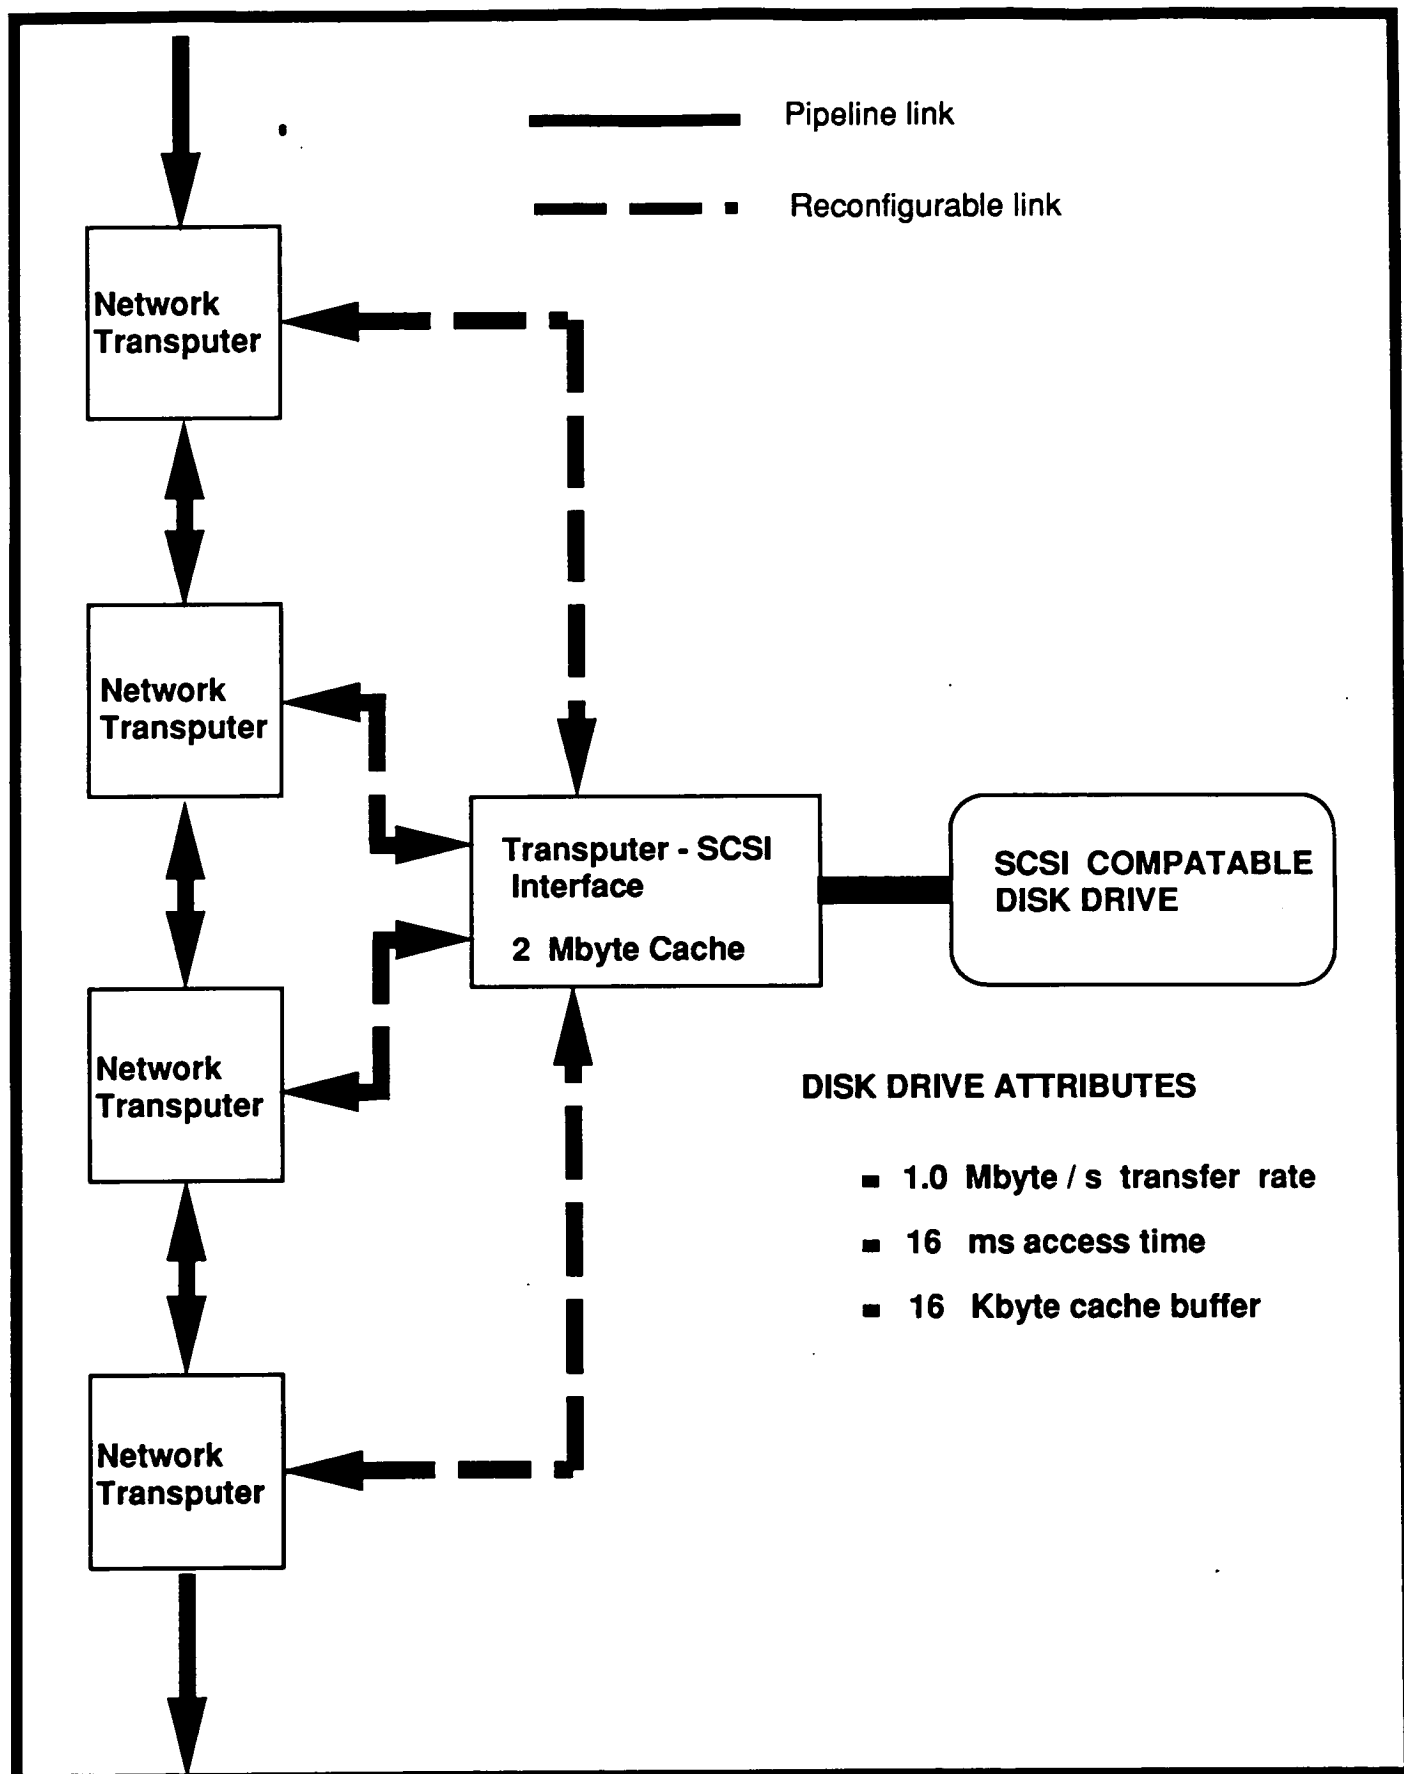 Pipeline link
Reconfigurable link
Network
Transputer
Network
Transputer
Transputer - SCSI
Interface
2 Mbyte Cache
SCSI COMPATABLE
DISK DRIVE
Network
Transputer
DISK DRIVE ATTRIBUTES
- 1.0 Mbyte / s transfer rate
- 16 ms access time
- 16 Kbyte cache buffer
Network
Transputer